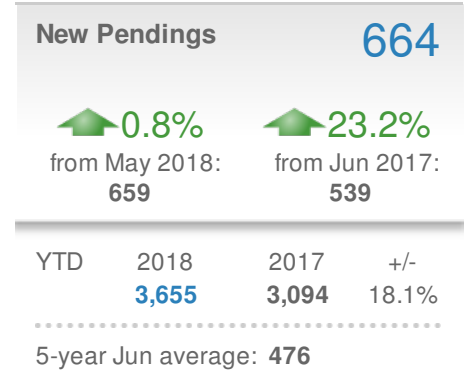 New Pendings 664
0.8% 23.2%
from May 2018: from Jun 2017:
659 539
YTD 2018 2017 +/-
3,655 3,094 18.1%
5-year Jun average: 476